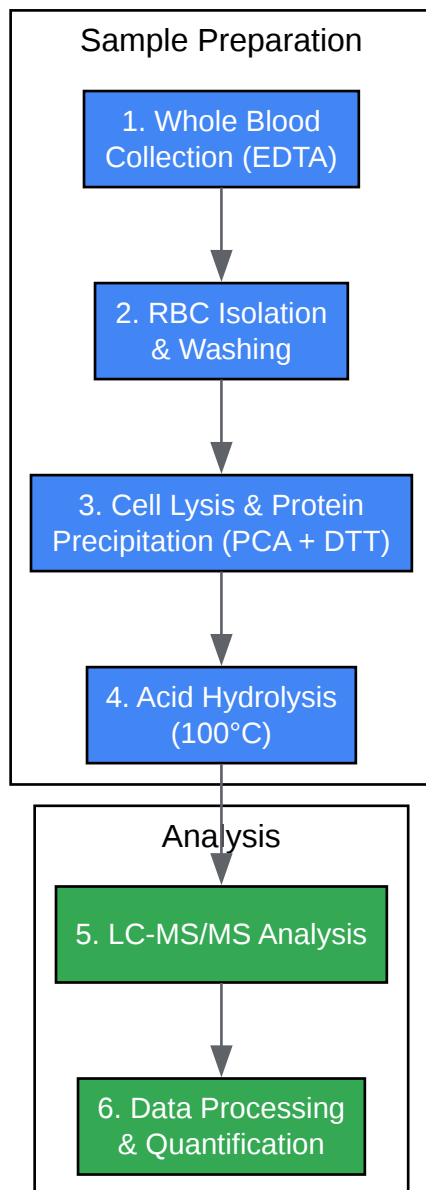 Sample Preparation
1. Whole Blood
Collection (EDTA)
2. RBC Isolation
& Washing
3. Cell Lysis & Protein
Precipitation (PCA + DTT)
4. Acid Hydrolysis
(100°C)
Analysis
5. LC-MS/MS Analysis
6. Data Processing
& Quantification